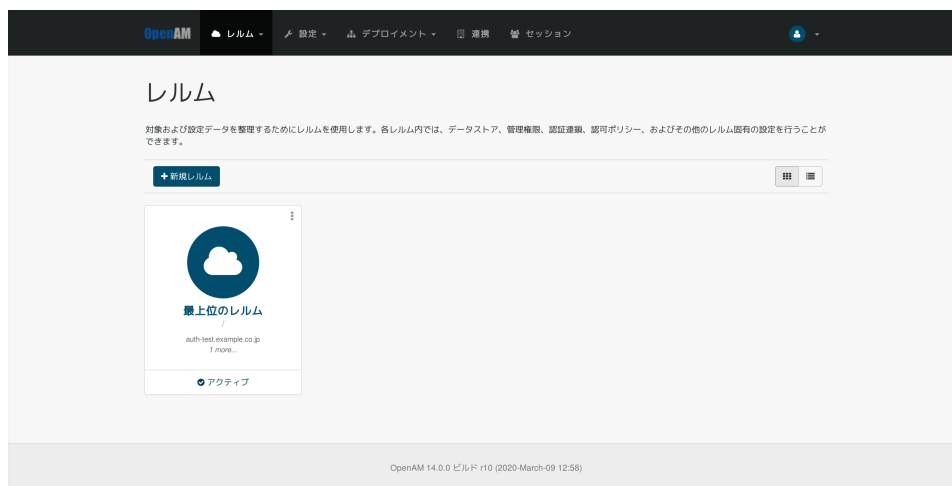 OpenAM レルム 設定 デプロイメント 連携 セッション
レルム
対象および設定データを整理するためにレルムを使用します。各レルム内では、データストア、管理権限、認証連鎖、認可ポリシー、およびその他のレルム固有の設定を行うことが
できます。
+新規レルム
最上位のレルム
/
auth-test.example.co.jp
1 more...
アクティブ
OpenAM 14.0.0 ビルド r10 (2020-March-09 12:58)